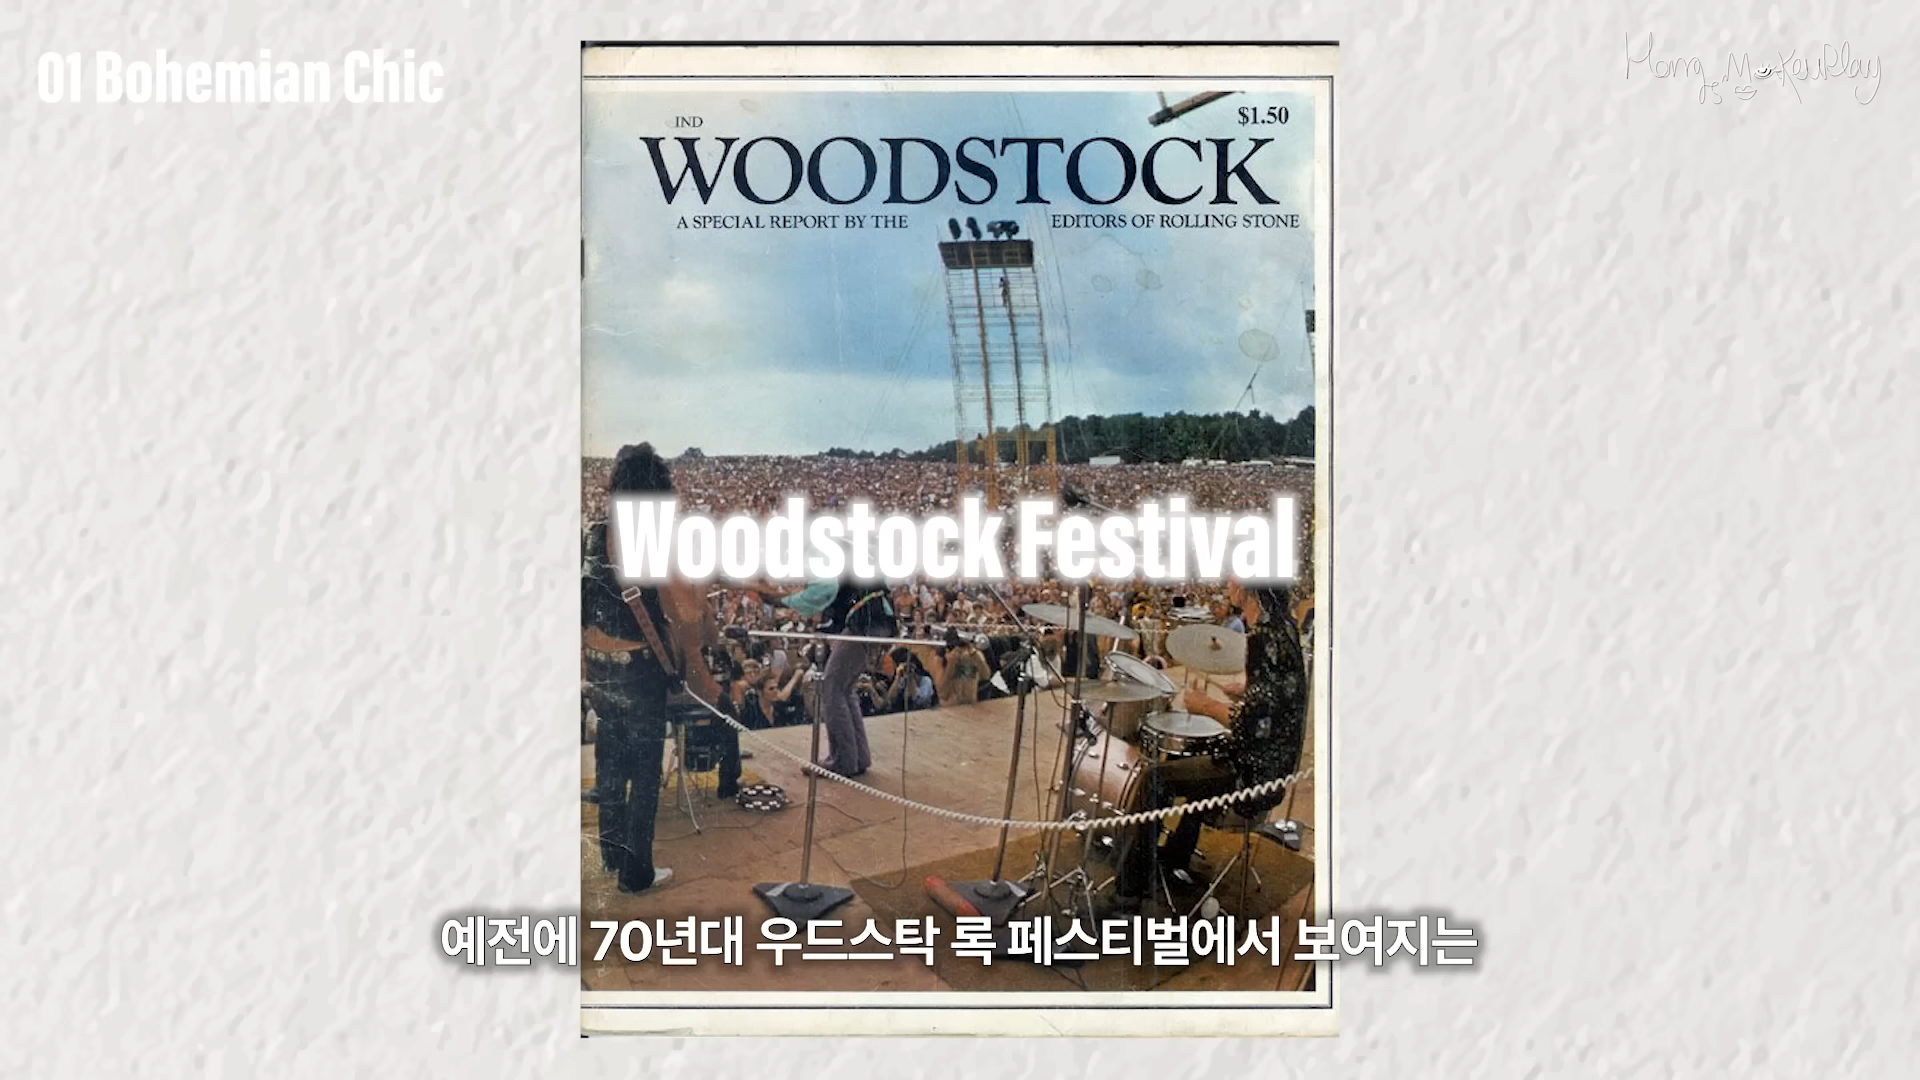 01 Bohemian Chic
Hong's MakeuPlay
IND
$1.50
WOODSTOCK
A SPECIAL REPORT BY THE EDITORS OF ROLLING STONE
Woodstock Festival
예전에 70년대 우드스탁 록 페스티벌에서 보여지는